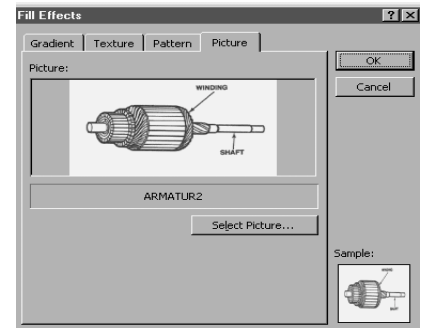 Fill Effects
Gradient Texture Pattern Picture
OK
Cancel
Picture:
WINDING
SHAFT
ARMATUR2
Select Picture...
Sample: